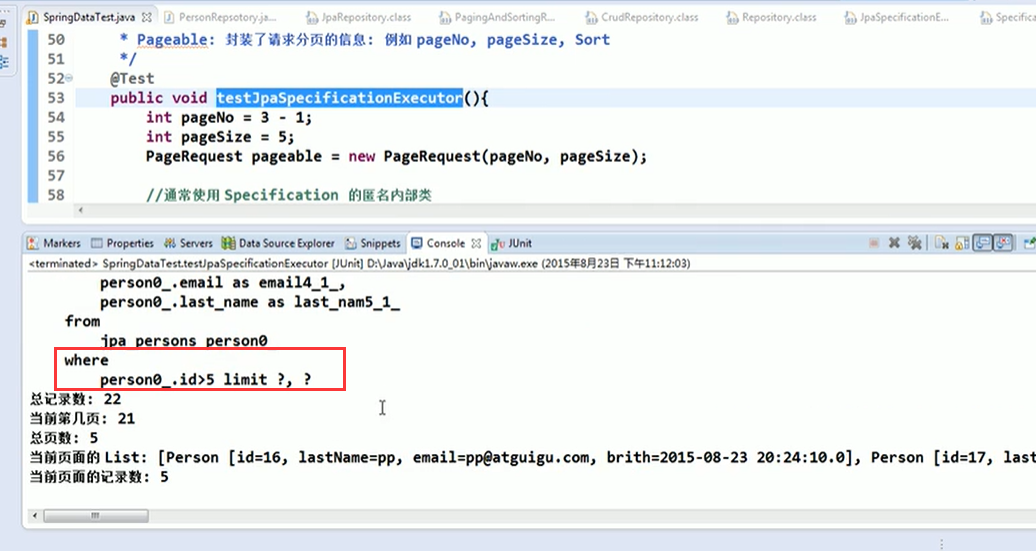 SpringDataTest.java PersonRepsotory.ja... JpaRepository.class PagingAndSortingR... CrudRepository.class Repository.class JpaSpecificationE... Specifica
50 * Pageable: 封装了请求分页的信息: 例如 pageNo, pageSize, Sort
51 */
52 @Test
53 public void testJpaSpecificationExecutor(){
54 int pageNo = 3 - 1;
55 int pageSize = 5;
56 PageRequest pageable = new PageRequest(pageNo, pageSize);
57
58 //通常使用 Specification 的匿名内部类
Markers Properties Servers Data Source Explorer Snippets Console JUnit
<terminated> SpringDataTest.testJpaSpecificationExecutor [JUnit] D:\Java\jdk1.7.0_01\bin\javaw.exe (2015年8月23日 下午11:12:03)
person0_.email as email4_1_,
person0_.last_name as last_nam5_1_
from
jpa_persons person0_
where
person0_.id>5 limit ?, ?
总记录数: 22
当前第几页: 21
总页数: 5
当前页面的 List: [Person [id=16, lastName=pp, email=pp@atguigu.com, brith=2015-08-23 20:24:10.0], Person [id=17, last
当前页面的记录数: 5